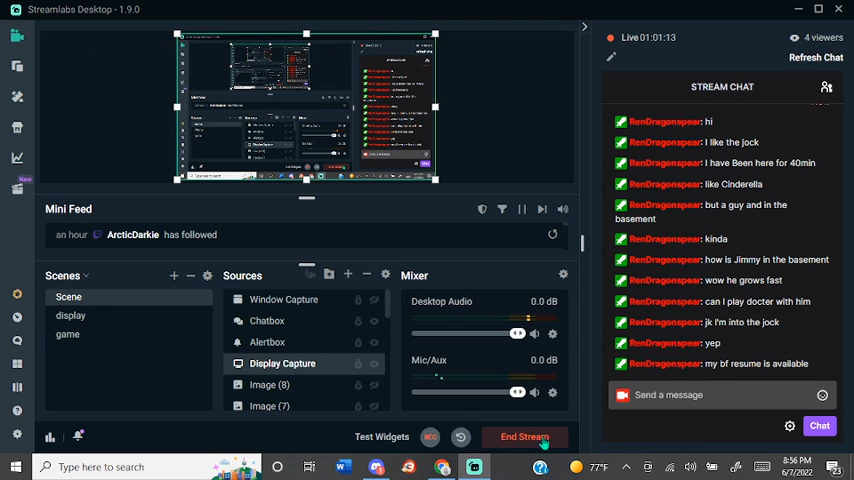 Streamlabs Desktop - 1.9.0
Live 01:01:13
4 viewers
Refresh Chat
STREAM CHAT
RenDragonspear: hi
RenDragonspear: I like the jock
RenDragonspear: I have Been here for 40min
RenDragonspear: like Cinderella
RenDragonspear: but a guy and in the
basement
RenDragonspear: kinda
RenDragonspear: how is Jimmy in the basement
RenDragonspear: wow he grows fast
RenDragonspear: can I play docter with him
RenDragonspear: jk I'm into the jock
RenDragonspear: yep
RenDragonspear: my bf resume is available
Send a message
Chat
New
Mini Feed
an hour ArcticDarkie has followed
Scenes
Scene
display
game
Sources
Window Capture
Chatbox
Alertbox
Display Capture
Image (8)
Image (7)
Mixer
Desktop Audio 0.0 dB
Mic/Aux 0.0 dB
Test Widgets
REC
End Stream
Type here to search
77°F
8:56 PM
6/7/2022
23